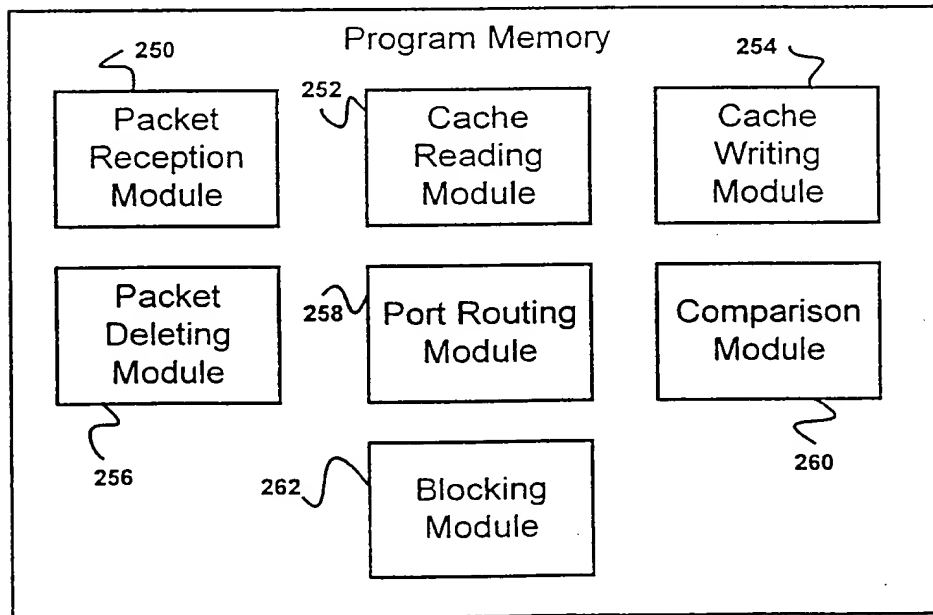 Program Memory
250
Packet
Reception
Module
252
Cache
Reading
Module
254
Cache
Writing
Module
Packet
Deleting
Module
256
258
Port Routing
Module
Comparison
Module
260
262
Blocking
Module